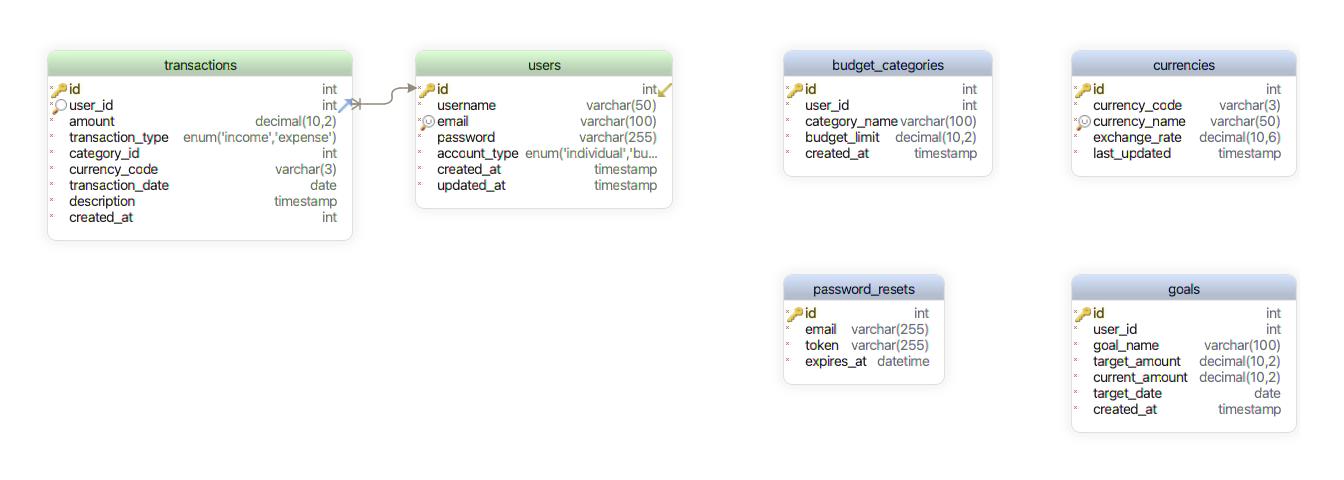 transactions
id int
user_id int
amount decimal(10,2)
transaction_type enum('income','expense')
category_id int
currency_code varchar(3)
transaction_date date
description timestamp
created_at int
users
id int
username varchar(50)
email varchar(100)
password varchar(255)
account_type enum('individual','bu...
created_at timestamp
updated_at timestamp
budget_categories
id int
user_id int
category_name varchar(100)
budget_limit decimal(10,2)
created_at timestamp
currencies
id int
currency_code varchar(3)
currency_name varchar(50)
exchange_rate decimal(10,6)
last_updated timestamp
password_resets
id int
email varchar(255)
token varchar(255)
expires_at datetime
goals
id int
user_id int
goal_name varchar(100)
target_amount decimal(10,2)
current_amount decimal(10,2)
target_date date
created_at timestamp